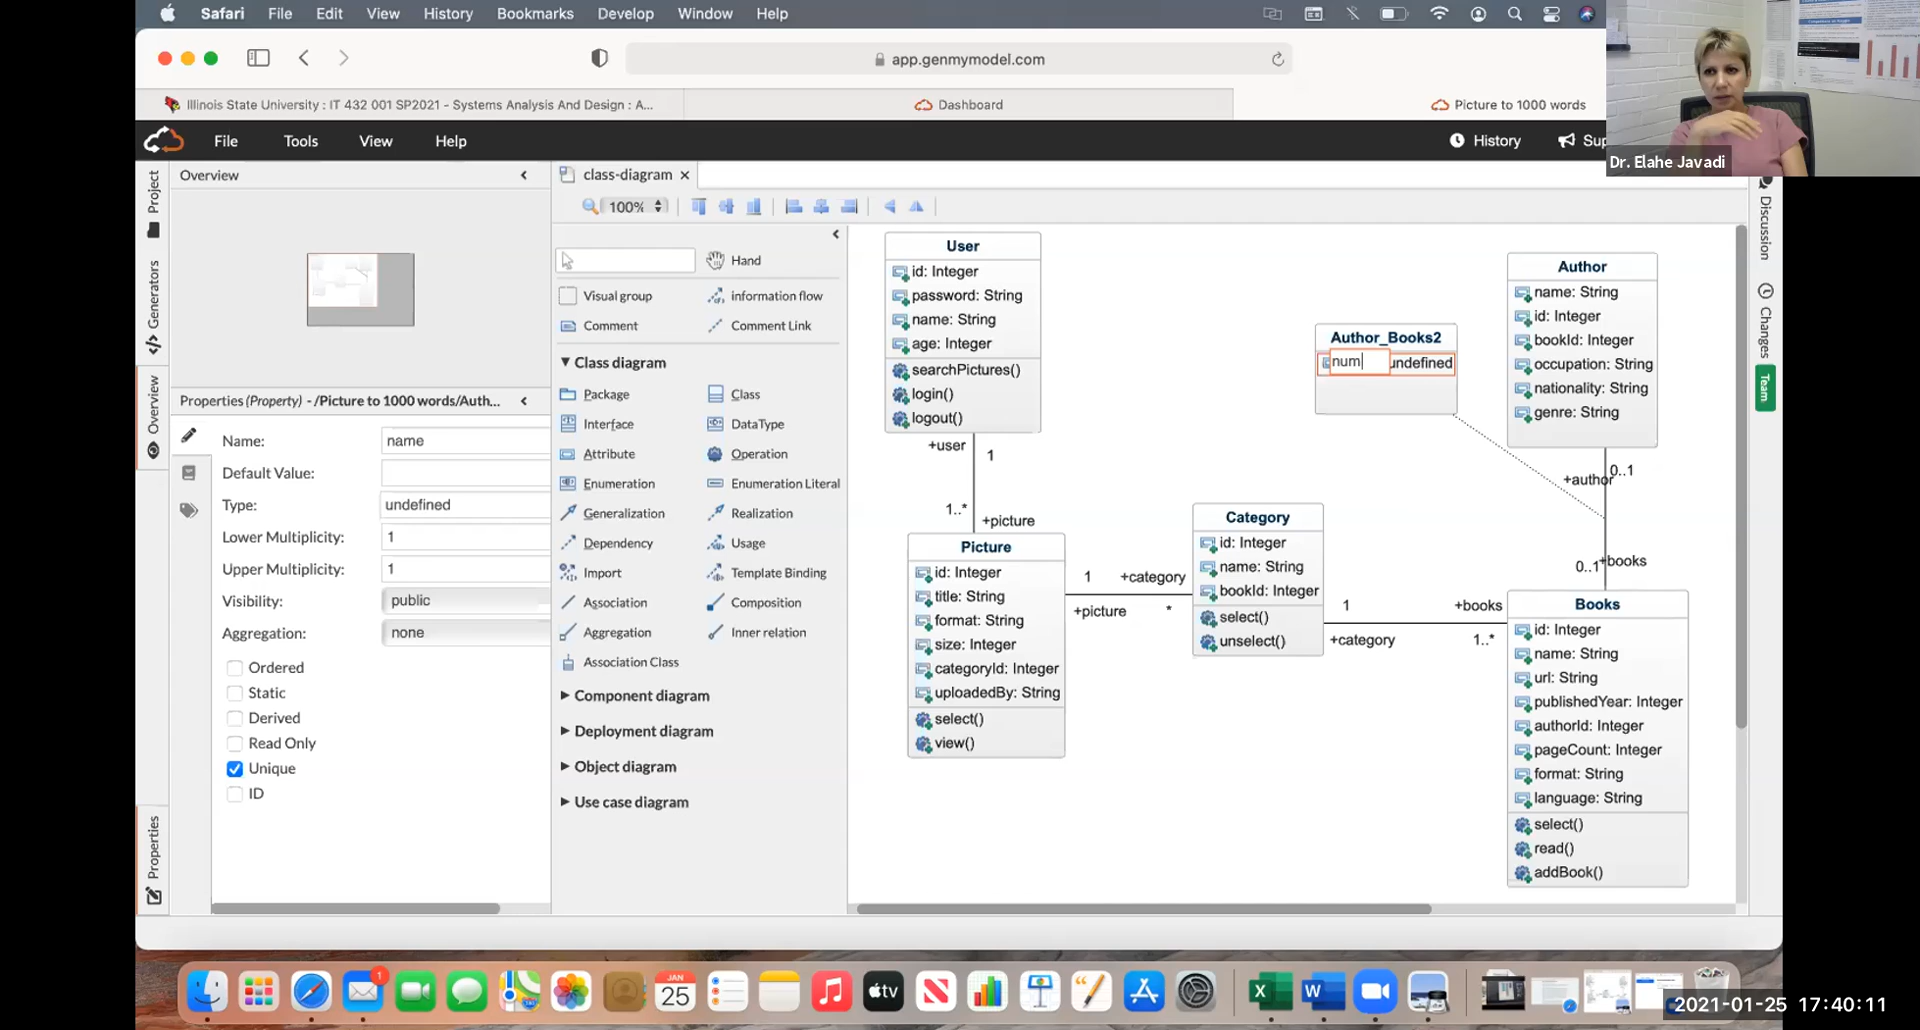 Safari File Edit View History Bookmarks Develop Window Help
app.genmymodel.com
Illinois State University : IT 432 001 SP2021 - Systems Analysis And Design : A...
Dashboard
Picture to 1000 words
File Tools View Help
History
Sup
Dr. Elahe Javadi
Project
Generators
Overview
Properties
Overview
Properties (Property) - /Picture to 1000 words/Auth...
Name: name
Default Value:
Type: undefined
Lower Multiplicity: 1
Upper Multiplicity: 1
Visibility: public
Aggregation: none
Ordered
Static
Derived
Read Only
Unique
ID
class-diagram
100%
Hand
Visual group
information flow
Comment
Comment Link
Class diagram
Package
Class
Interface
DataType
Attribute
Operation
Enumeration
Enumeration Literal
Generalization
Realization
Dependency
Usage
Import
Template Binding
Association
Composition
Aggregation
Inner relation
Association Class
Component diagram
Deployment diagram
Object diagram
Use case diagram
User
id: Integer
password: String
name: String
age: Integer
searchPictures()
login()
logout()
+user
1
1..*
+picture
Picture
id: Integer
title: String
format: String
size: Integer
categoryId: Integer
uploadedBy: String
select()
view()
1
+category
+picture
*
Category
id: Integer
name: String
bookId: Integer
select()
unselect()
1
+books
+category
1..*
Author_Books2
num
undefined
Author
name: String
id: Integer
bookId: Integer
occupation: String
nationality: String
genre: String
0..1
+author
0..1
+books
Books
id: Integer
name: String
url: String
publishedYear: Integer
authorId: Integer
pageCount: Integer
format: String
language: String
select()
read()
addBook()
Discussion
Changes
Team
1
JAN
25
tv
2021-01-25 17:40:11